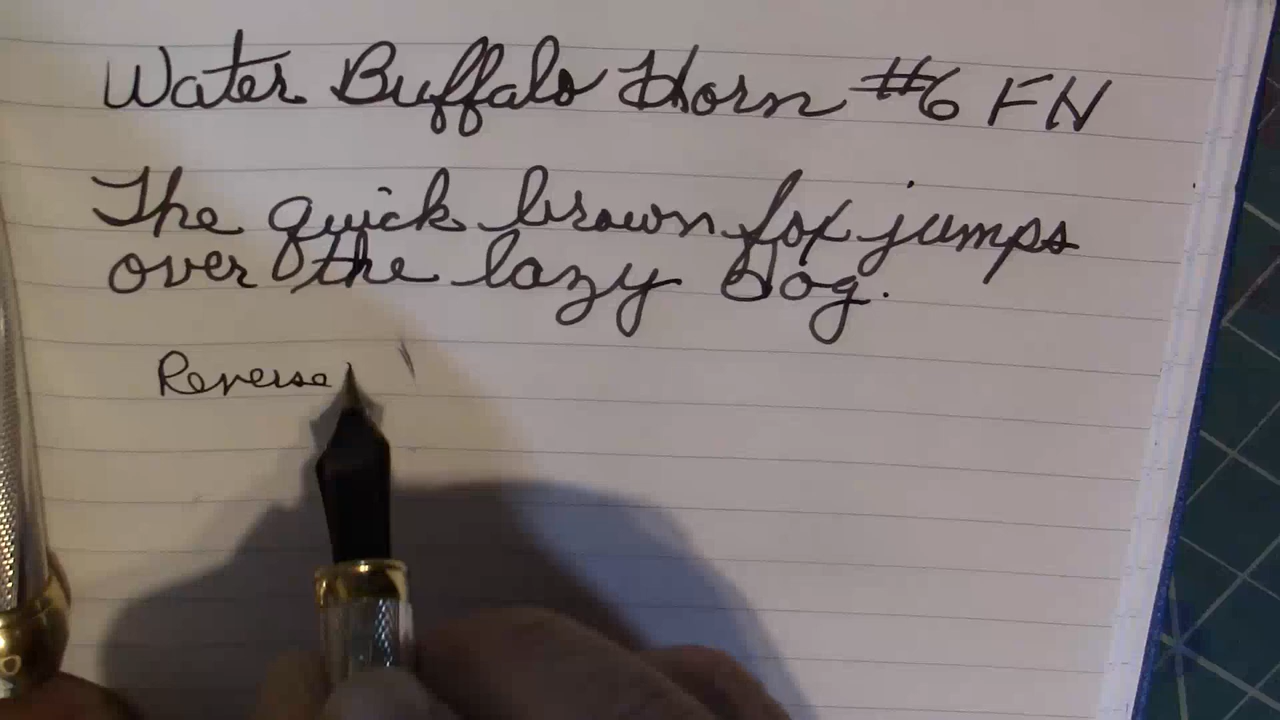 Water Buffalo Horn #6 FN
The quick brown fox jumps
over the lazy dog.
Reverse